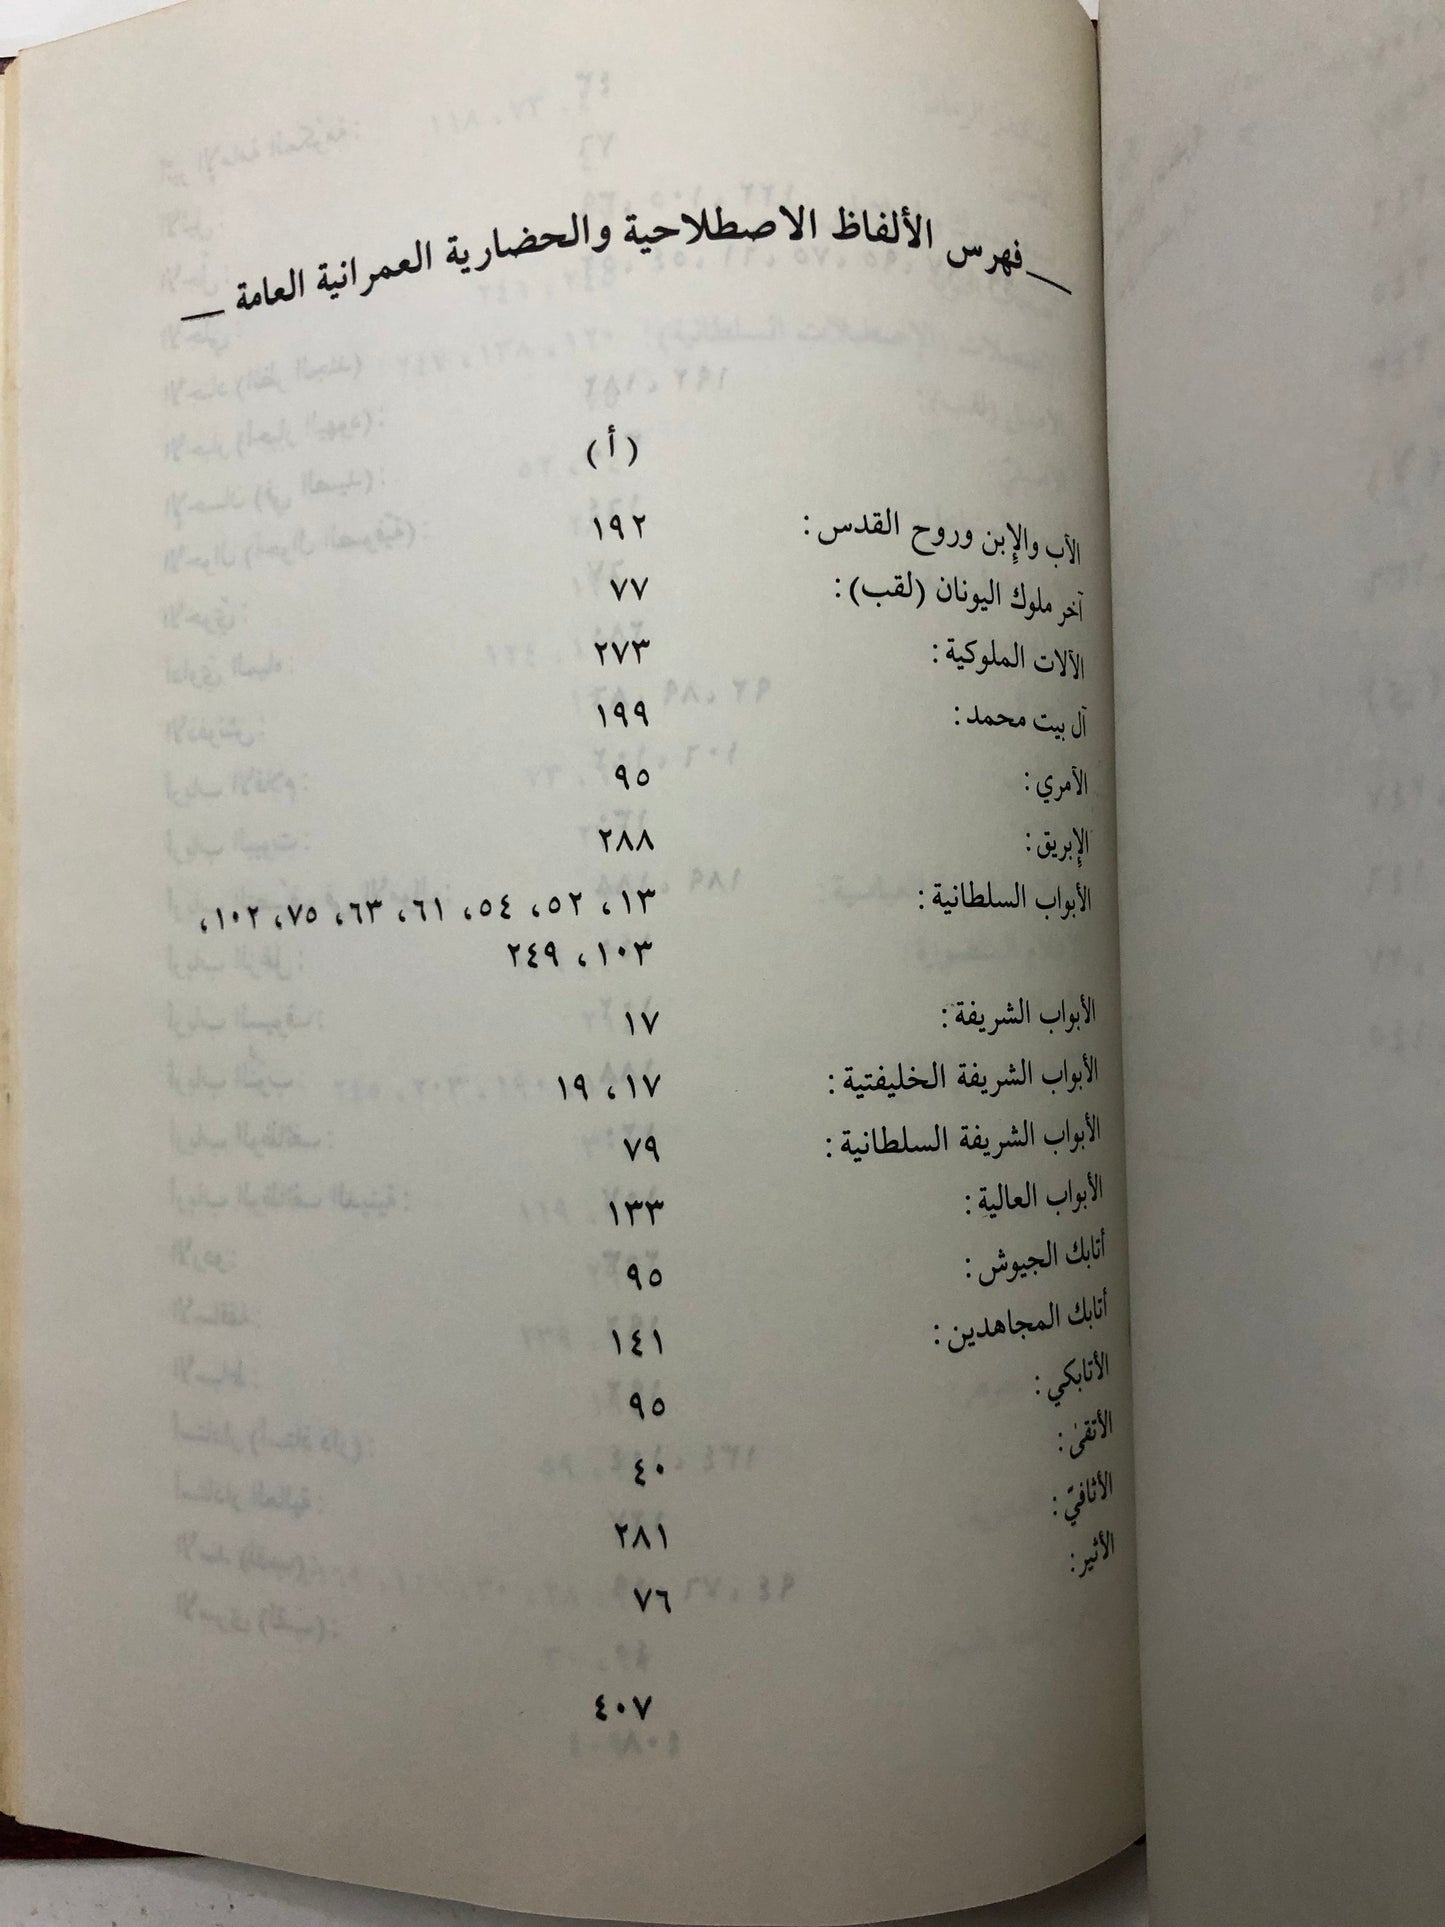 فهرس الألفاظ الاصطلاحية والحضارية العمرانية العامة
( أ )
الأب والإبن وروح القدس : ١٩٢
آخر ملوك اليونان (لقب) : ٧٧
الآلات الملوكية : ٢٧٣
آل بيت محمد : ١٩٩
الآمري : ٩٥
الإبريق : ٢٨٨
الأبواب السلطانية : ١٣، ٥٢، ٥٤، ٦١، ٦٣، ٧٥، ١٠٢،
١٠٣، ٢٤٩
الأبواب الشريفة : ١٧
الأبواب الشريفة الخليفتية : ١٧، ١٩
الأبواب الشريفة السلطانية : ٧٩
الأبواب العالية : ١٣٣
أتابك الجيوش : ٩٥
أتابك المجاهدين : ١٤١
الأتابكي : ٩٥
الأتقى : ٤٠
الأثافيّ : ٢٨١
الأثير : ٧٦
٤٠٧